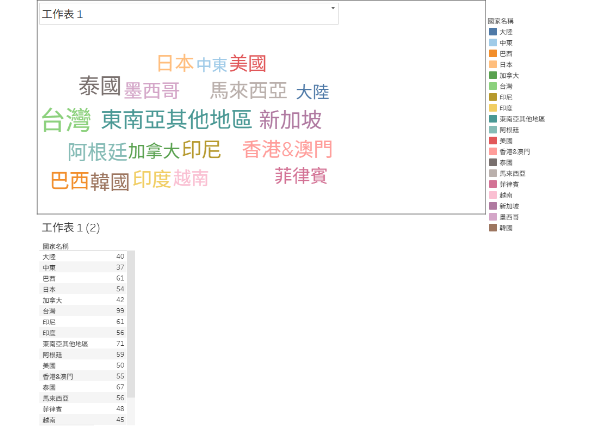 工作表 1
日本 中東 美國
泰國 墨西哥 馬來西亞 大陸
台灣 東南亞其他地區 新加坡
阿根廷 加拿大 印尼 香港&澳門
巴西 韓國 印度 越南 菲律賓
國家名稱
大陸
中東
巴西
日本
加拿大
台灣
印尼
印度
東南亞其他地區
阿根廷
美國
香港&澳門
泰國
馬來西亞
菲律賓
越南
新加坡
墨西哥
韓國
工作表 1 (2)
國家名稱
大陸 40
中東 37
巴西 61
日本 54
加拿大 42
台灣 99
印尼 61
印度 56
東南亞其他地區 71
阿根廷 59
美國 50
香港&澳門 55
泰國 67
馬來西亞 56
菲律賓 48
越南 45